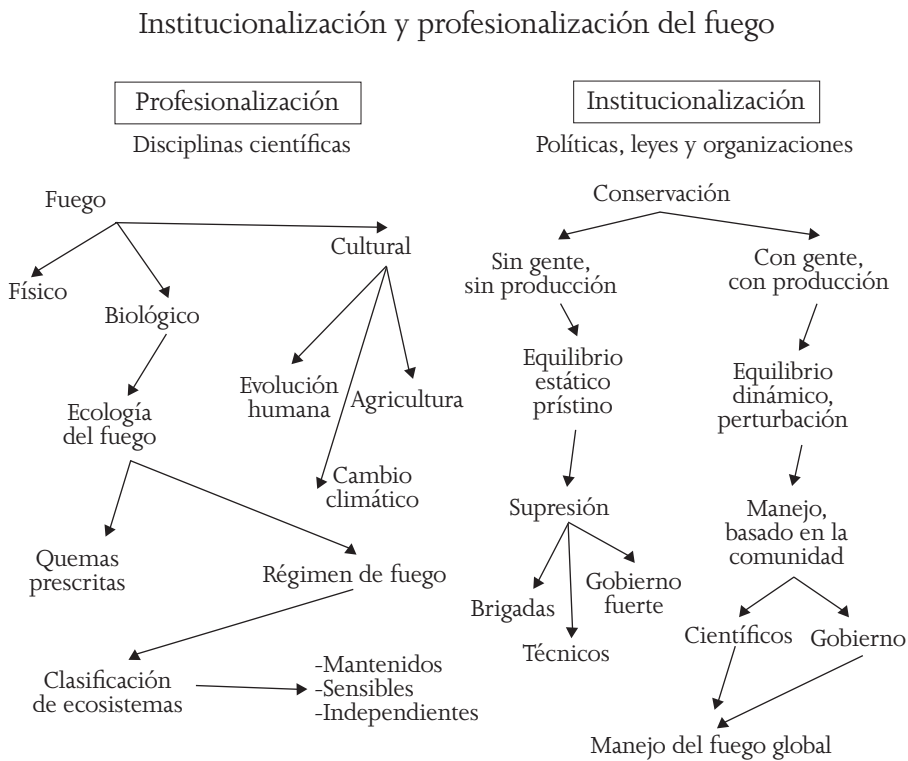 Institucionalización y profesionalización del fuego
Profesionalización
Disciplinas científicas
Fuego
Físico
Biológico
Cultural
Evolución
humana
Agricultura
Cambio
climático
Ecología
del fuego
Quemas
prescritas
Régimen de fuego
Clasificación
de ecosistemas
-Mantenidos
-Sensibles
-Independientes
Institucionalización
Políticas, leyes y organizaciones
Conservación
Sin gente,
sin producción
Equilibrio
estático
prístino
Supresión
Brigadas
Técnicos
Gobierno
fuerte
Con gente,
con producción
Equilibrio
dinámico,
perturbación
Manejo,
basado en la
comunidad
Científicos
Gobierno
Manejo del fuego global